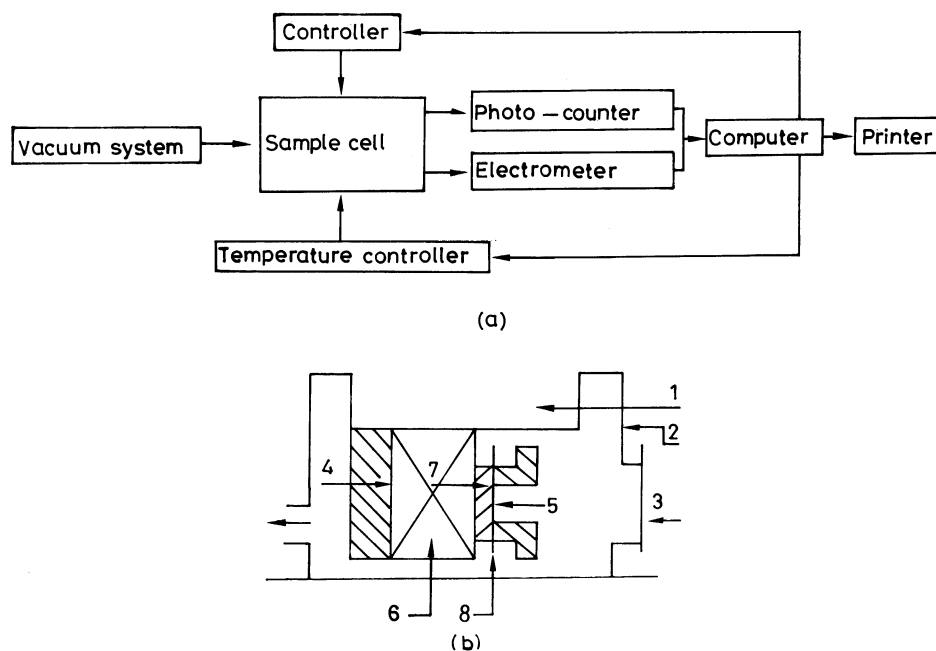 Controller
Vacuum system
Sample cell
Photo – counter
Electrometer
Computer
Printer
Temperature controller
(a)
1
2
3
4
7
5
6
8
(b)